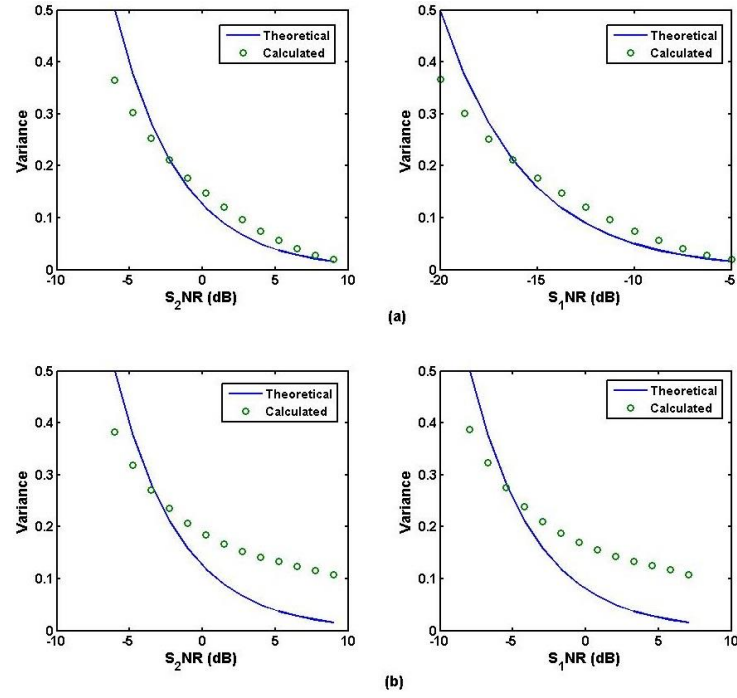 0.5
0.4
0.3
0.2
0.1
0
Variance
Theoretical
Calculated
-10 -5 0 5 10
S₂NR (dB)
0.5
0.4
0.3
0.2
0.1
0
Variance
Theoretical
Calculated
-20 -15 -10 -5
S₁NR (dB)
(a)
0.5
0.4
0.3
0.2
0.1
0
Variance
Theoretical
Calculated
-10 -5 0 5 10
S₂NR (dB)
0.5
0.4
0.3
0.2
0.1
0
Variance
Theoretical
Calculated
-10 -5 0 5 10
S₁NR (dB)
(b)